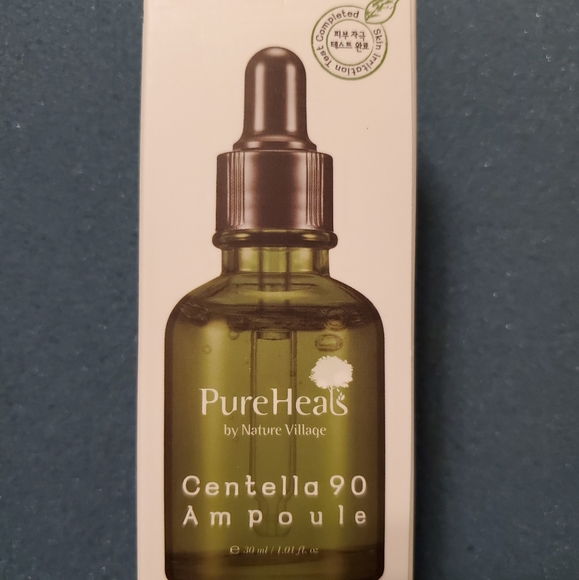 Skin Irritation Test Completed
피부 자극
테스트 완료
PureHeals
by Nature Village
Centella 90
Ampoule
℮ 30 ml / 1.01 fl. oz